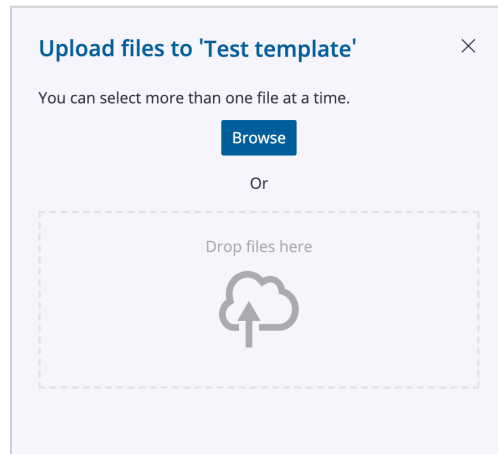 Upload files to 'Test template'
You can select more than one file at a time.
Browse
Or
Drop files here